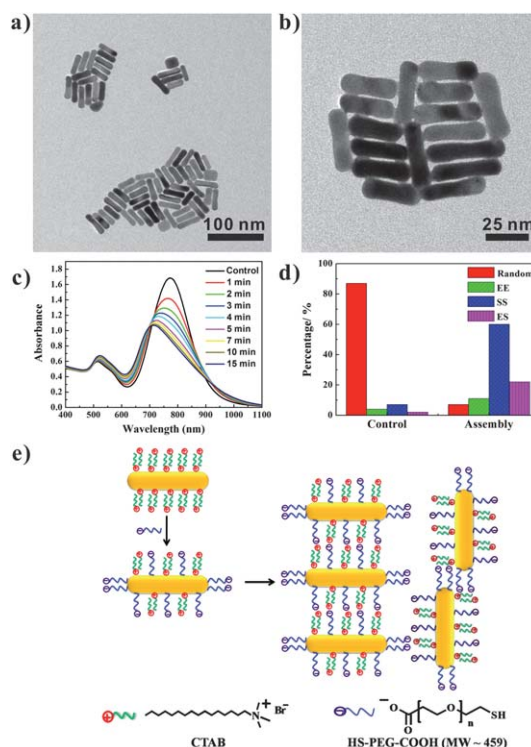 a)
100 nm
b)
25 nm
c)
Absorbance
1.8
1.6
1.4
1.2
1.0
0.8
0.6
0.4
0.2
0.0
400 500 600 700 800 900 1000 1100
Wavelength (nm)
Control
1 min
2 min
3 min
4 min
5 min
7 min
10 min
15 min
d)
Percentage/ %
100
80
60
40
20
0
Random
EE
SS
ES
Control Assembly
e)
CTAB
N
+
Br−
HS-PEG-COOH (MW ~ 459)
−
O
O
O
n
SH